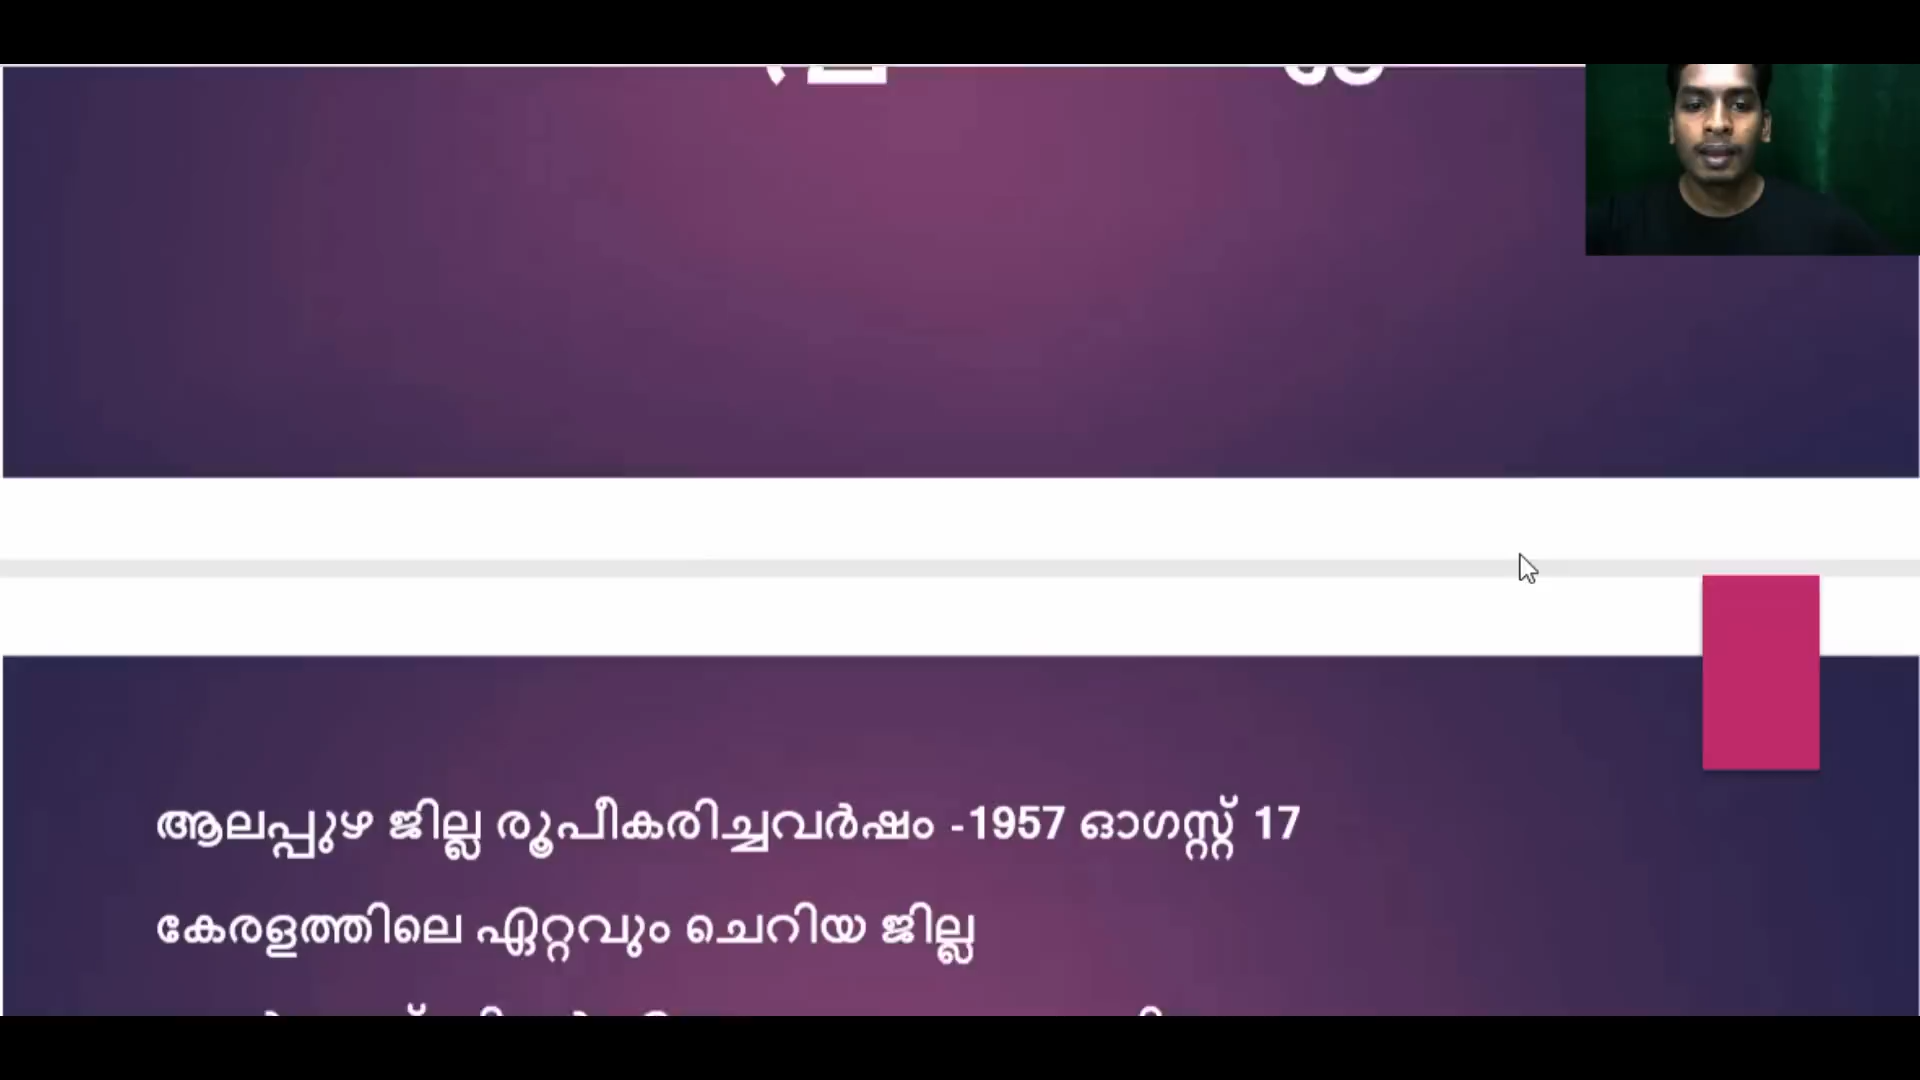 ആലപ്പുഴ ജില്ല രൂപീകരിച്ചവർഷം -1957 ഓഗസ്റ്റ് 17
കേരളത്തിലെ ഏറ്റവും ചെറിയ ജില്ല